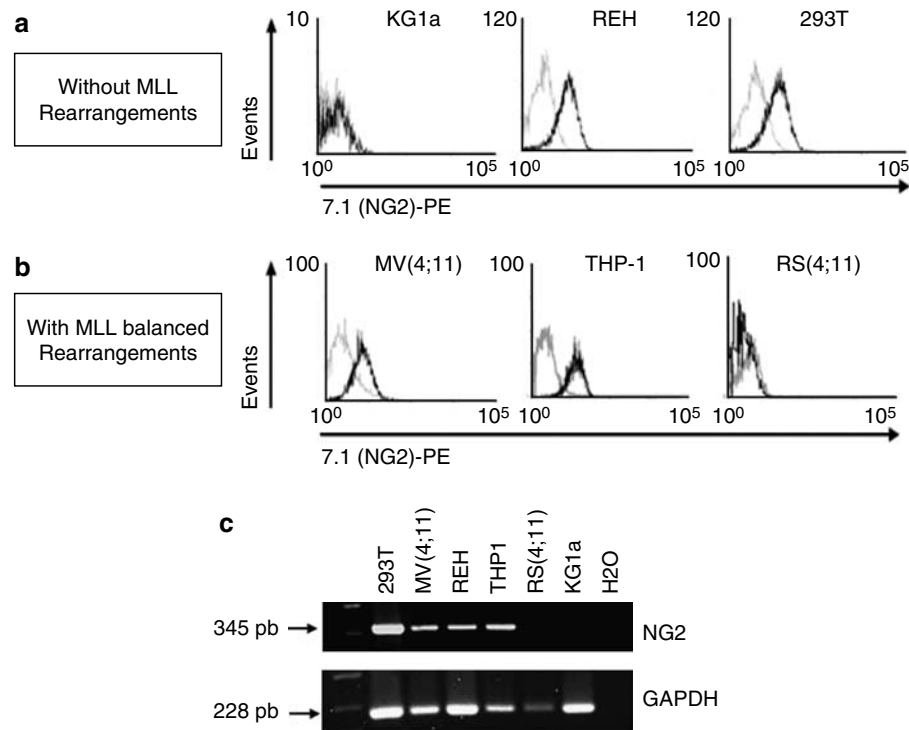 a
Without MLL
Rearrangements
Events
10 KG1a
10⁰ 10⁵
120 REH
10⁰ 10⁵
120 293T
10⁰ 10⁵
7.1 (NG2)-PE
b
With MLL balanced
Rearrangements
Events
100 MV(4;11)
10⁰ 10⁵
100 THP-1
10⁰ 10⁵
100 RS(4;11)
10⁰ 10⁵
7.1 (NG2)-PE
c
293T
MV(4;11)
REH
THP1
RS(4;11)
KG1a
H2O
345 pb
NG2
228 pb
GAPDH